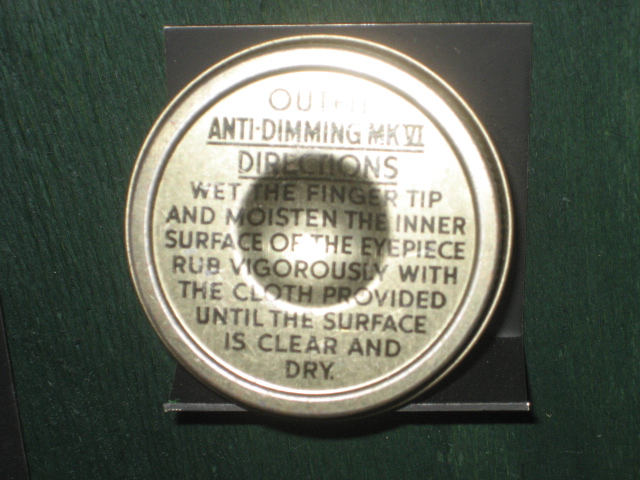 OUTFIT
ANTI-DIMMING MK VI
DIRECTIONS
WET THE FINGER TIP
AND MOISTEN THE INNER
SURFACE OF THE EYEPIECE
RUB VIGOROUSLY WITH
THE CLOTH PROVIDED
UNTIL THE SURFACE
IS CLEAR AND
DRY.